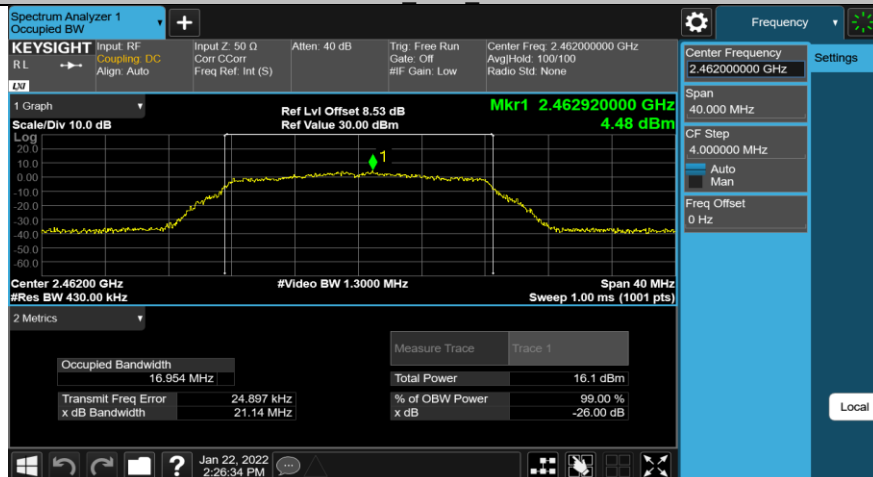 Spectrum Analyzer 1
Occupied BW
+
Frequency
KEYSIGHT
RL
LXI
Input: RF
Coupling: DC
Align: Auto
Input Z: 50 Ω
Corr CCorr
Freq Ref: Int (S)
Atten: 40 dB
Trig: Free Run
Gate: Off
#IF Gain: Low
Center Freq: 2.462000000 GHz
Avg|Hold: 100/100
Radio Std: None
1 Graph
Scale/Div 10.0 dB
Ref Lvl Offset 8.53 dB
Ref Value 30.00 dBm
Mkr1 2.462920000 GHz
4.48 dBm
Log
20.0
10.0
0.00
-10.0
-20.0
-30.0
-40.0
-50.0
-60.0
1
Center 2.46200 GHz
#Res BW 430.00 kHz
#Video BW 1.3000 MHz
Span 40 MHz
Sweep 1.00 ms (1001 pts)
2 Metrics
Measure Trace Trace 1
Occupied Bandwidth
16.954 MHz
Total Power 16.1 dBm
Transmit Freq Error 24.897 kHz
x dB Bandwidth 21.14 MHz
% of OBW Power 99.00 %
x dB -26.00 dB
Center Frequency
2.462000000 GHz
Span
40.000 MHz
CF Step
4.000000 MHz
Auto
Man
Freq Offset
0 Hz
Settings
Local
?
Jan 22, 2022
2:26:34 PM